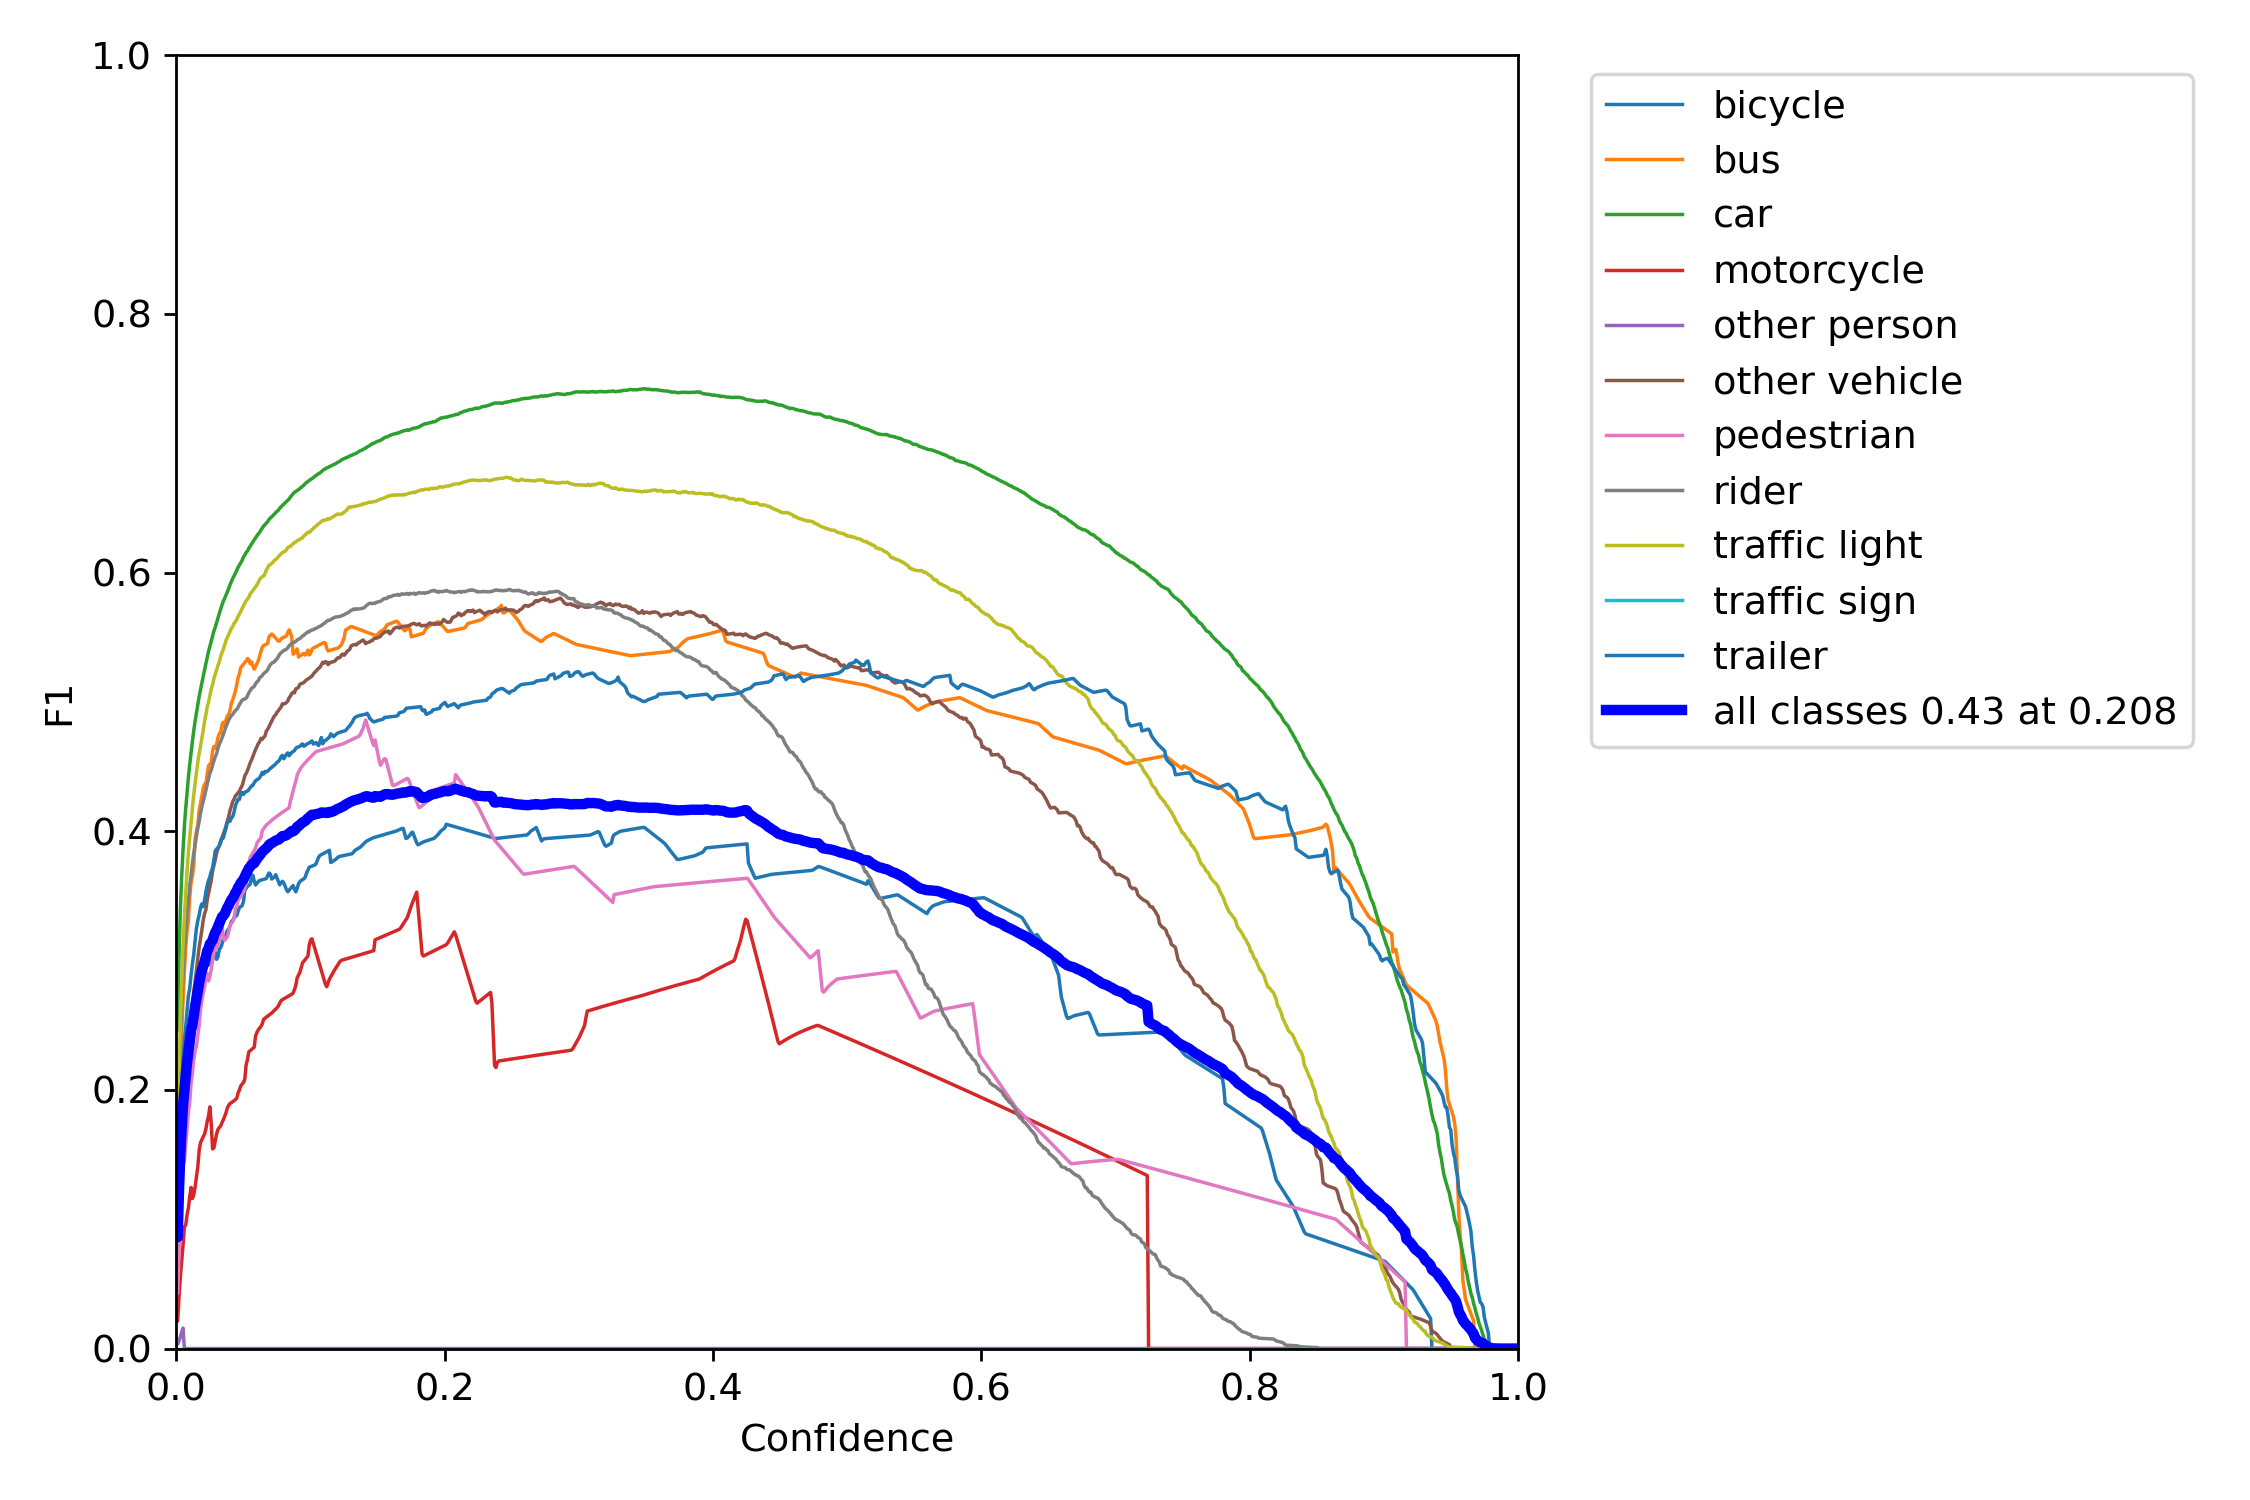 1.0
0.8
0.6
0.4
0.2
0.0
F1
0.0 0.2 0.4 0.6 0.8 1.0
Confidence
bicycle
bus
car
motorcycle
other person
other vehicle
pedestrian
rider
traffic light
traffic sign
trailer
all classes 0.43 at 0.208